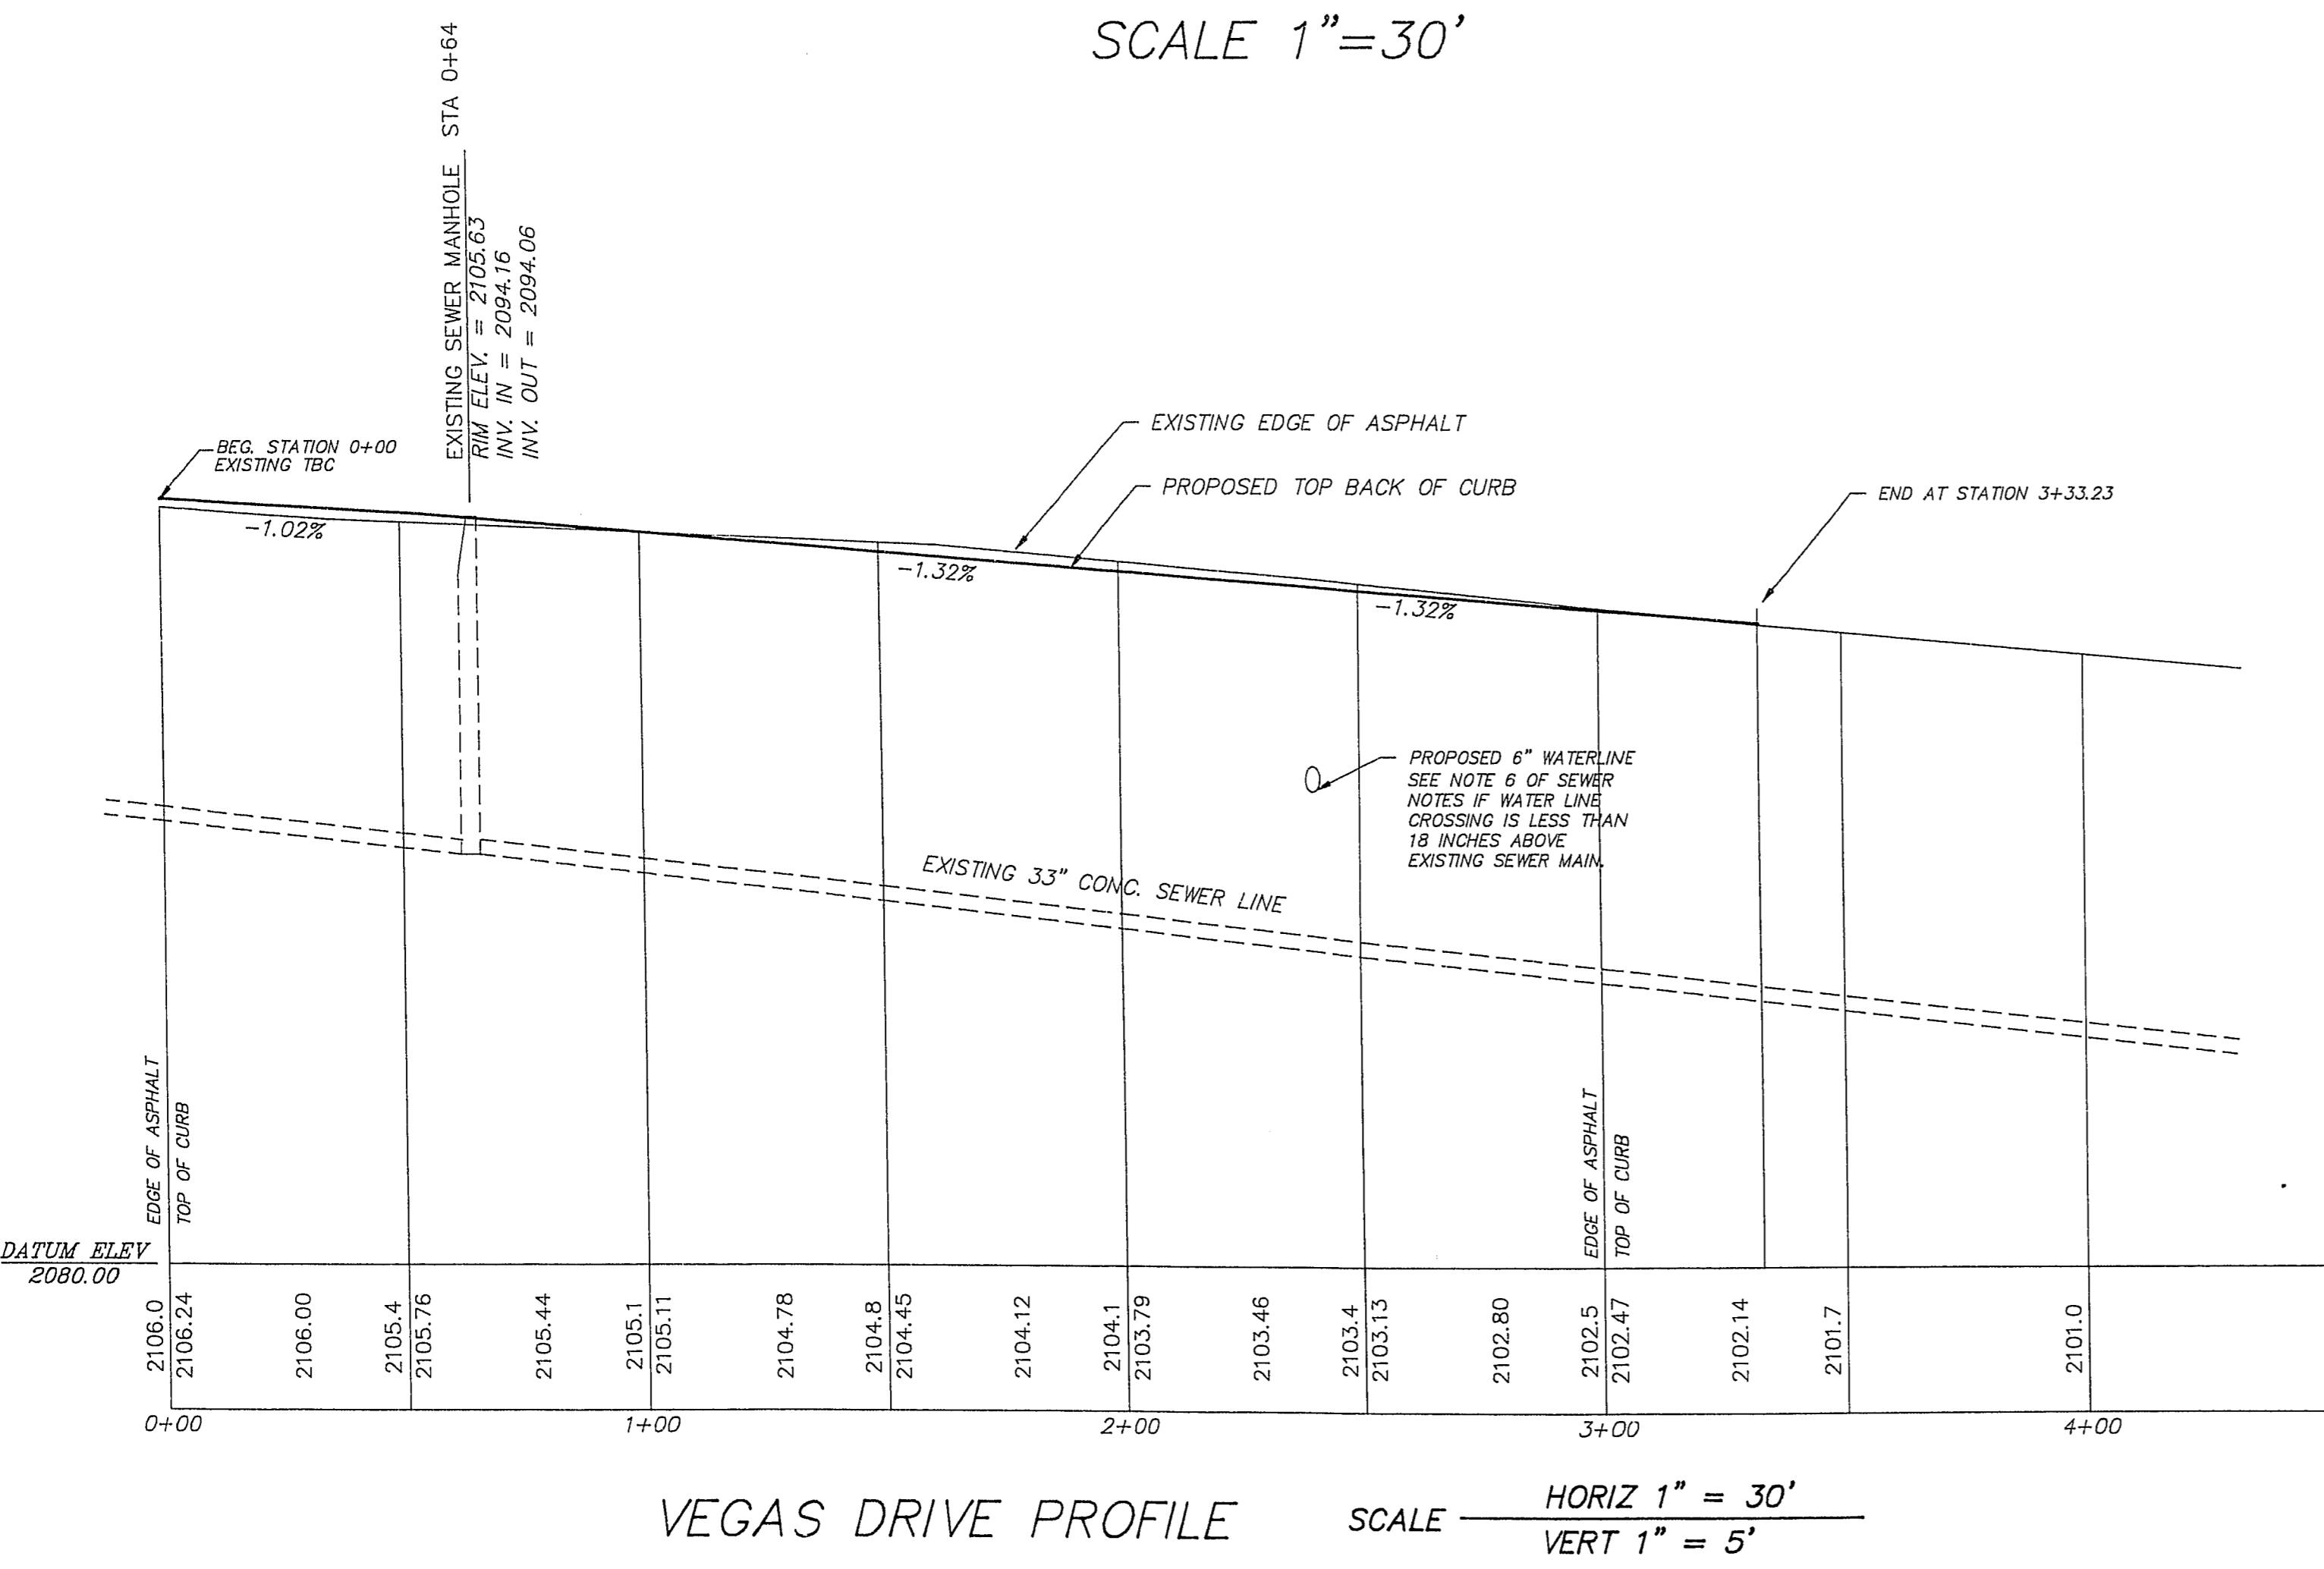 SCALE 1"=30'
EXISTING SEWER MANHOLE STA 0+64
RIM ELEV. = 2105.63
INV. IN = 2094.16
INV. OUT = 2094.06
BEG. STATION 0+00
EXISTING TBC
EXISTING EDGE OF ASPHALT
PROPOSED TOP BACK OF CURB
END AT STATION 3+33.23
-1.02%
-1.32%
-1.32%
PROPOSED 6" WATERLINE
SEE NOTE 6 OF SEWER
NOTES IF WATER LINE
CROSSING IS LESS THAN
18 INCHES ABOVE
EXISTING SEWER MAIN.
EXISTING 33" CONC. SEWER LINE
EDGE OF ASPHALT
TOP OF CURB
EDGE OF ASPHALT
TOP OF CURB
DATUM ELEV
2080.00
2106.0
2106.24
2106.00
2105.4
2105.76
2105.44
2105.1
2105.11
2104.78
2104.8
2104.45
2104.12
2104.1
2103.79
2103.46
2103.4
2103.13
2102.80
2102.5
2102.47
2102.14
2101.7
2101.0
0+00
1+00
2+00
3+00
4+00
VEGAS DRIVE PROFILE
SCALE
HORIZ 1" = 30'
VERT 1" = 5'